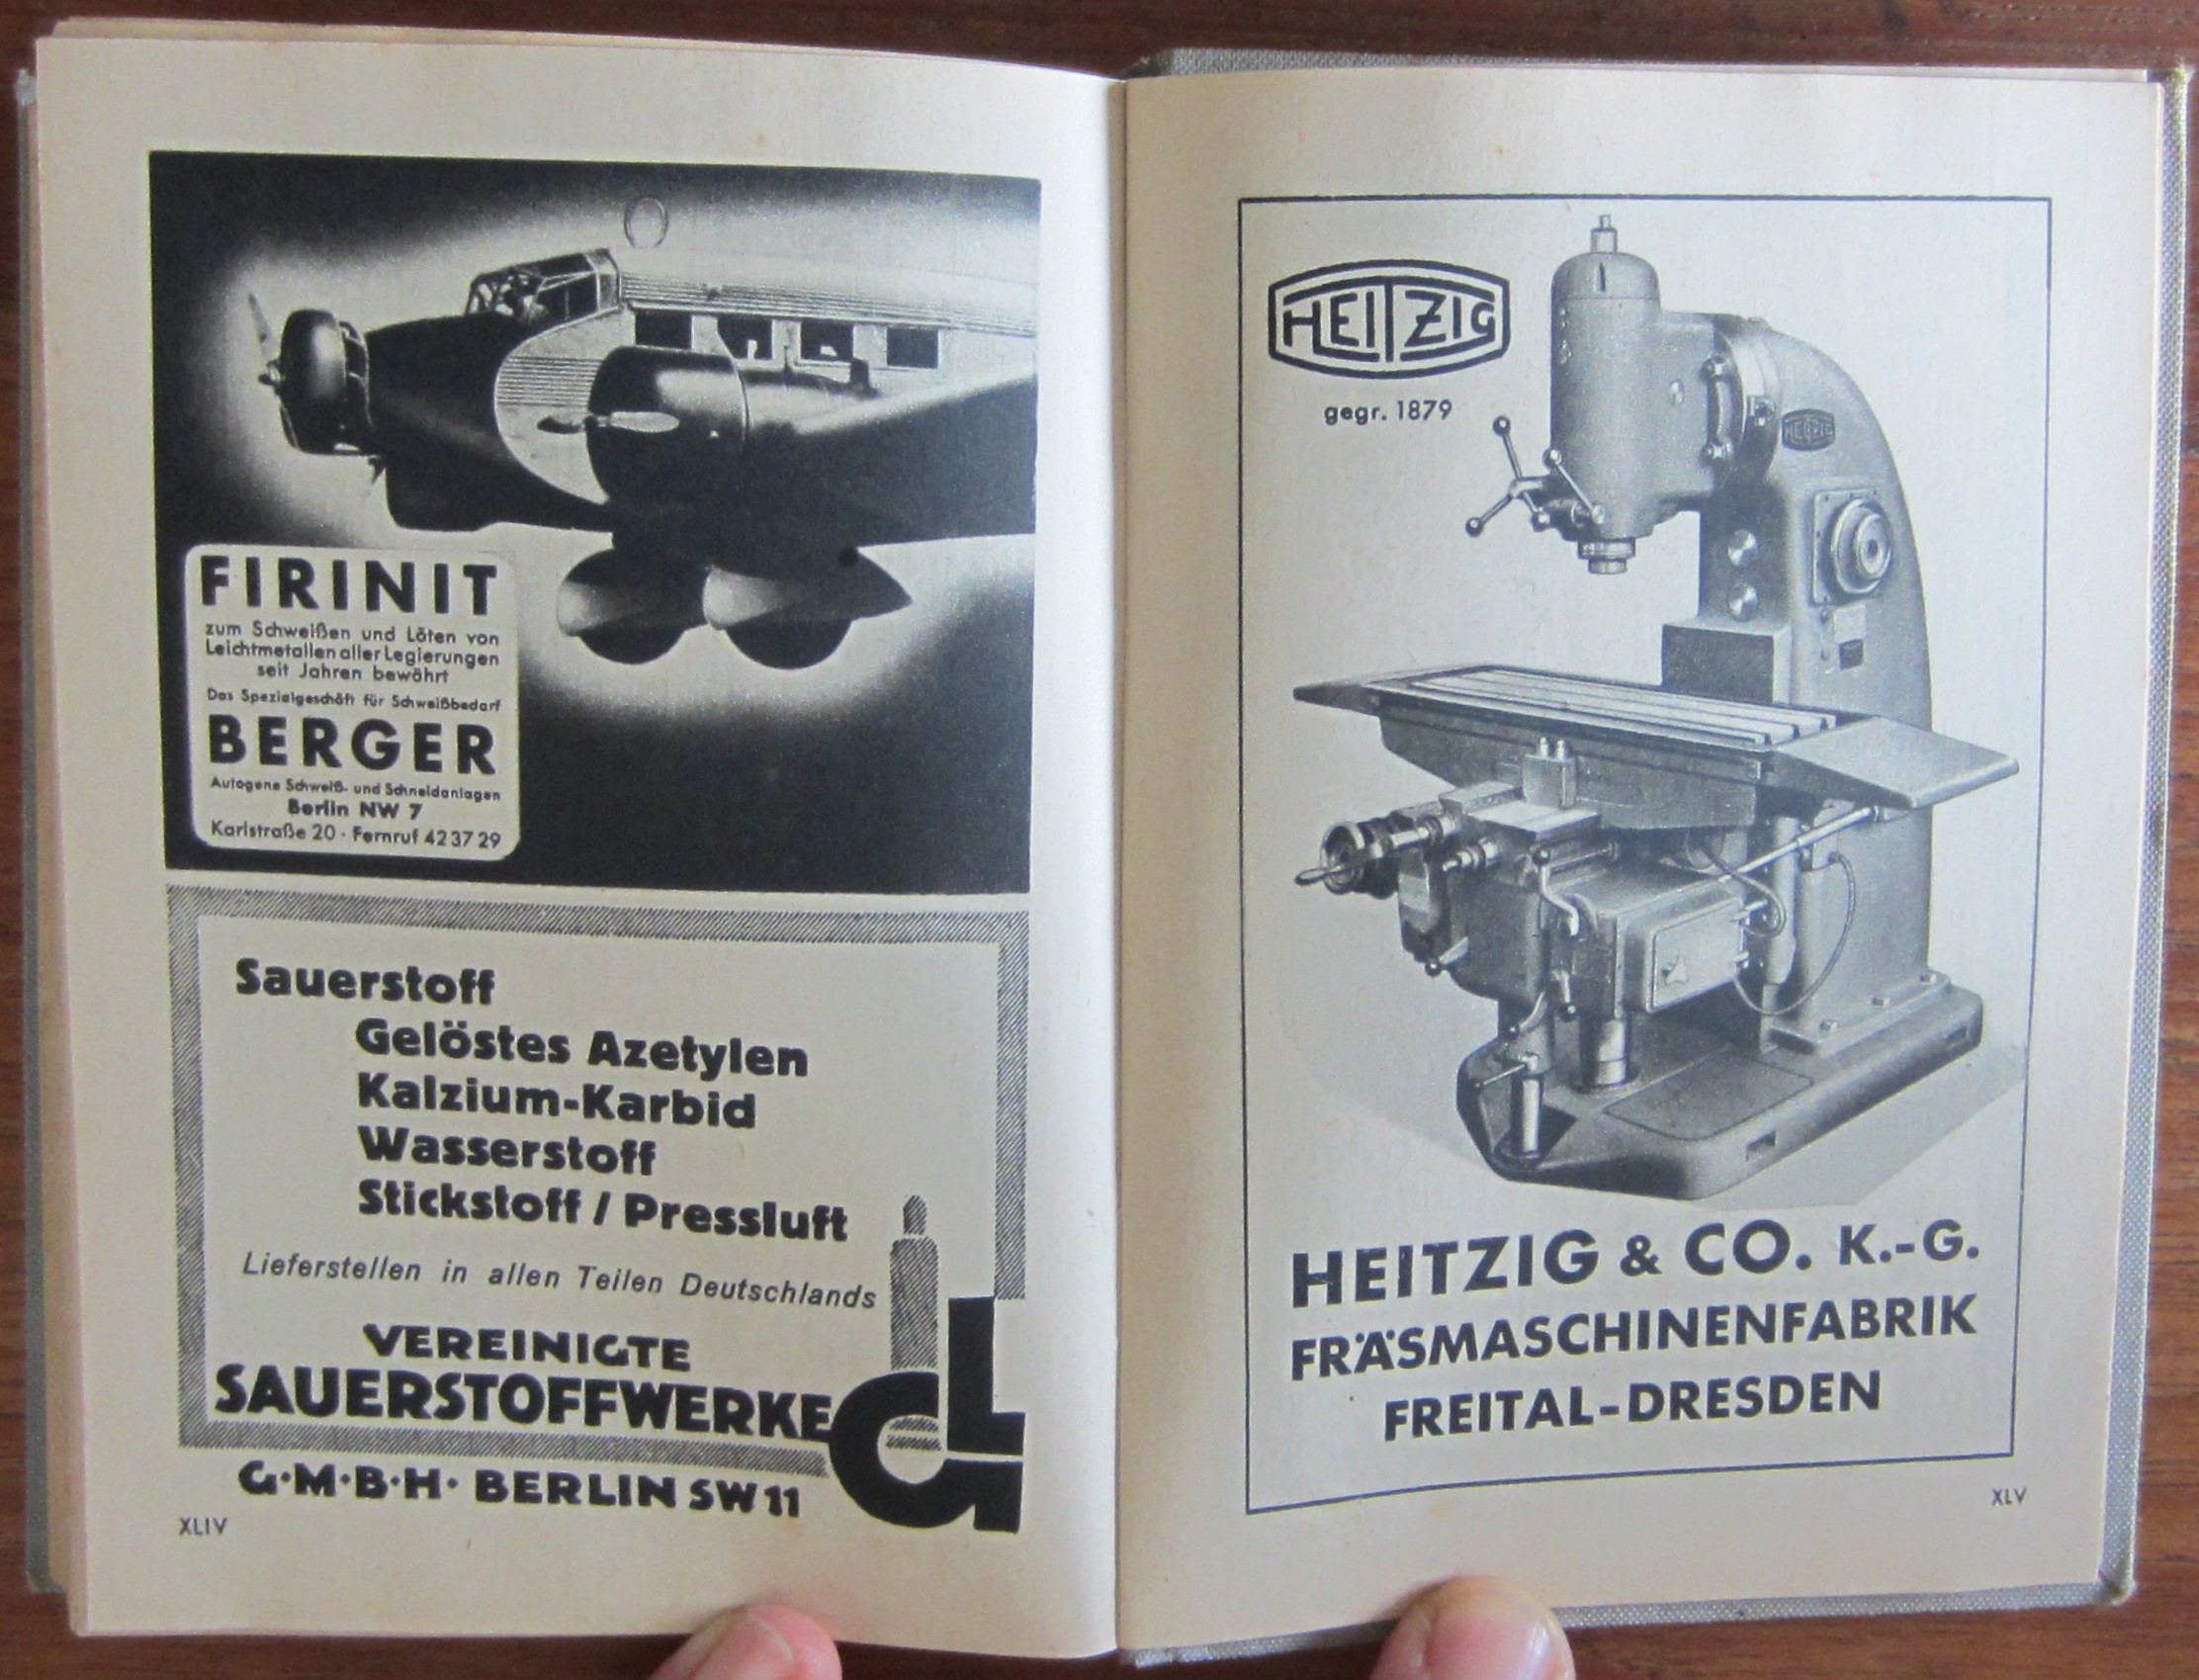 FIRINIT
zum Schweißen und Löten von
Leichtmetallen aller Legierungen
seit Jahren bewährt
Das Spezialgeschäft für Schweißbedarf
BERGER
Autogene Schweiß- und Schneidanlagen
Berlin NW 7
Karlstraße 20 · Fernruf 42 37 29
Sauerstoff
Gelöstes Azetylen
Kalzium-Karbid
Wasserstoff
Stickstoff / Pressluft
Lieferstellen in allen Teilen Deutschlands
VEREINIGTE
SAUERSTOFFWERKE
G·M·B·H· BERLIN SW 11
GL
XLIV
HEITZIG
gegr. 1879
HEITZIG
HEITZIG & CO. K.-G.
FRÄSMASCHINENFABRIK
FREITAL-DRESDEN
XLV